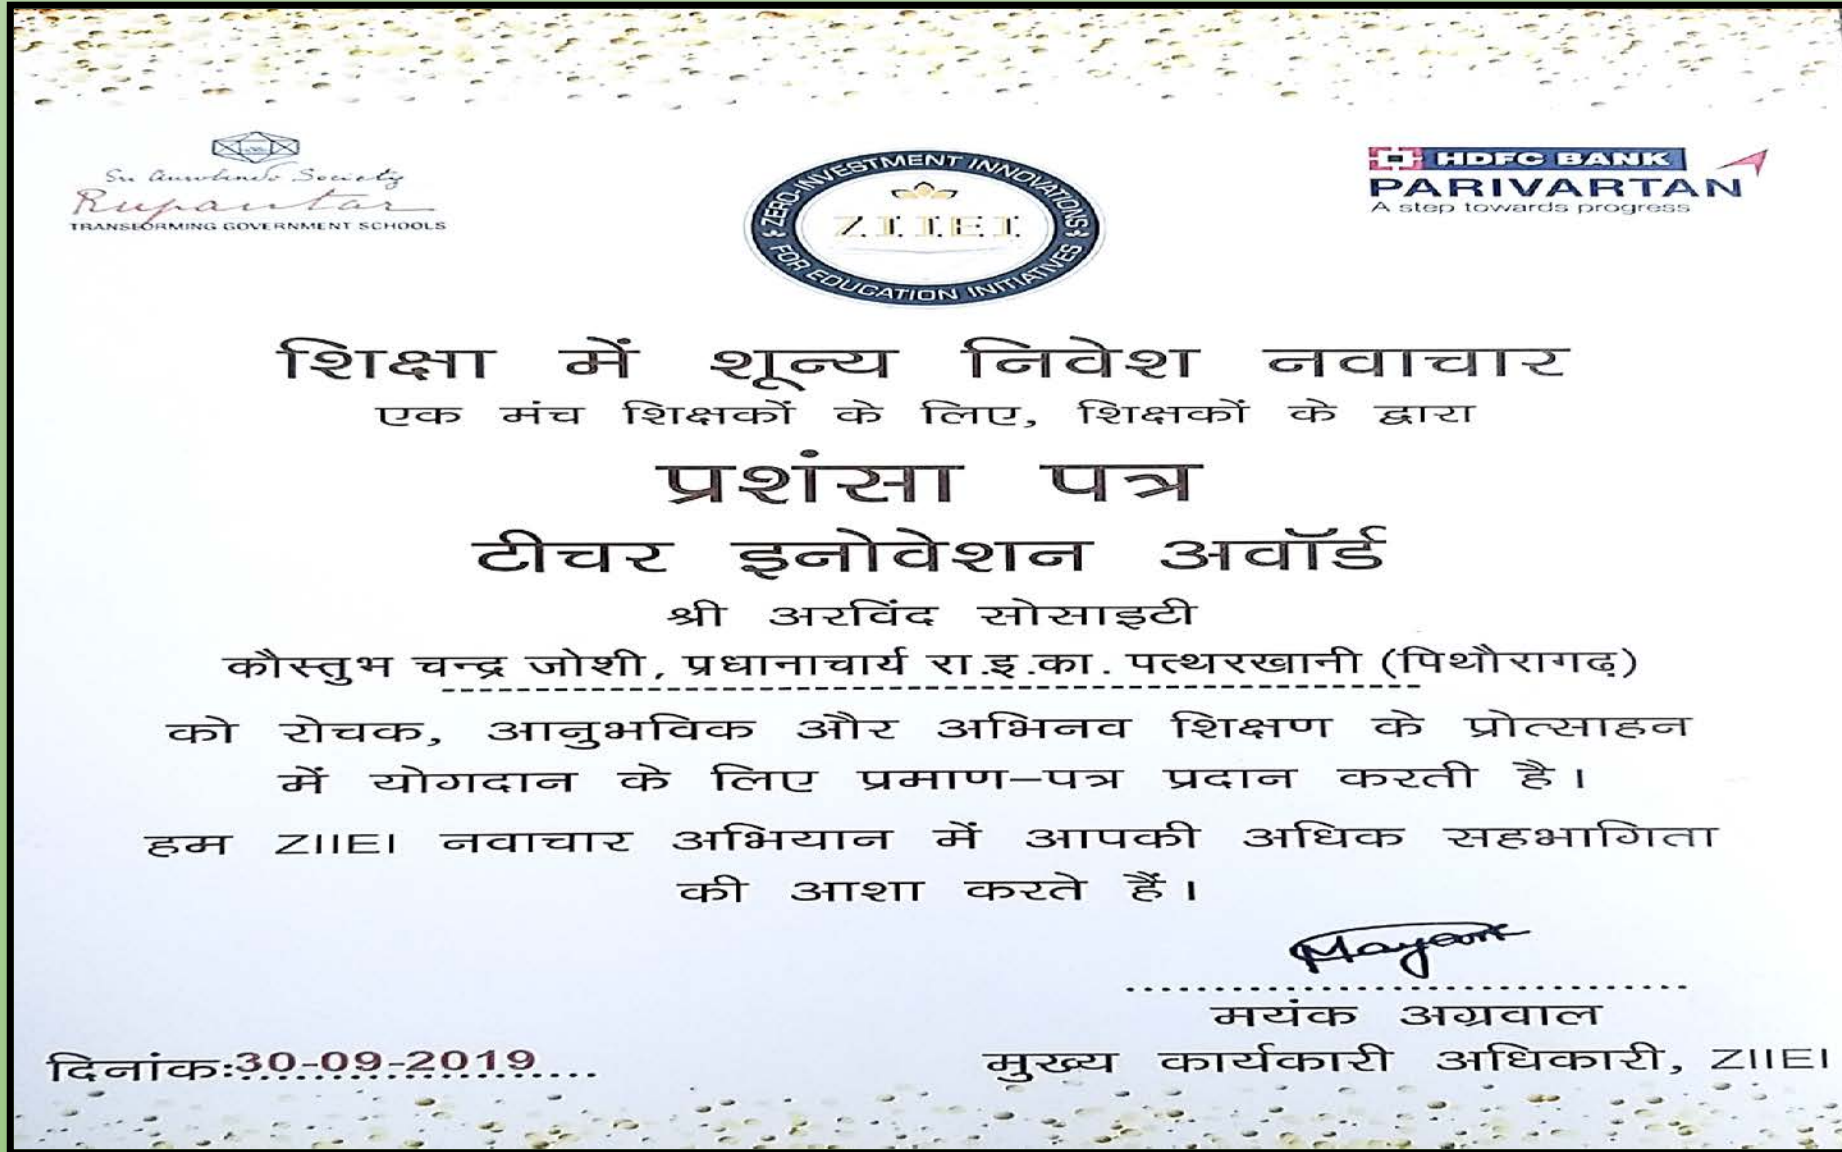 Sri Aurobindo Society
Rupantar
TRANSFORMING GOVERNMENT SCHOOLS
ZERO-INVESTMENT INNOVATIONS
FOR EDUCATION INITIATIVES
ZIIEI
HDFC BANK
PARIVARTAN
A step towards progress
शिक्षा में शून्य निवेश नवाचार
एक मंच शिक्षकों के लिए, शिक्षकों के द्वारा
प्रशंसा पत्र
टीचर इनोवेशन अवॉर्ड
श्री अरविंद सोसाइटी
कौस्तुभ चन्द्र जोशी, प्रधानाचार्य रा.इ.का. पत्थरखानी (पिथौरागढ़)
को रोचक, आनुभविक और अभिनव शिक्षण के प्रोत्साहन
में योगदान के लिए प्रमाण–पत्र प्रदान करती है।
हम ZIIEI नवाचार अभियान में आपकी अधिक सहभागिता
की आशा करते हैं।
Mayank
मयंक अग्रवाल
मुख्य कार्यकारी अधिकारी, ZIIEI
दिनांक:30-09-2019